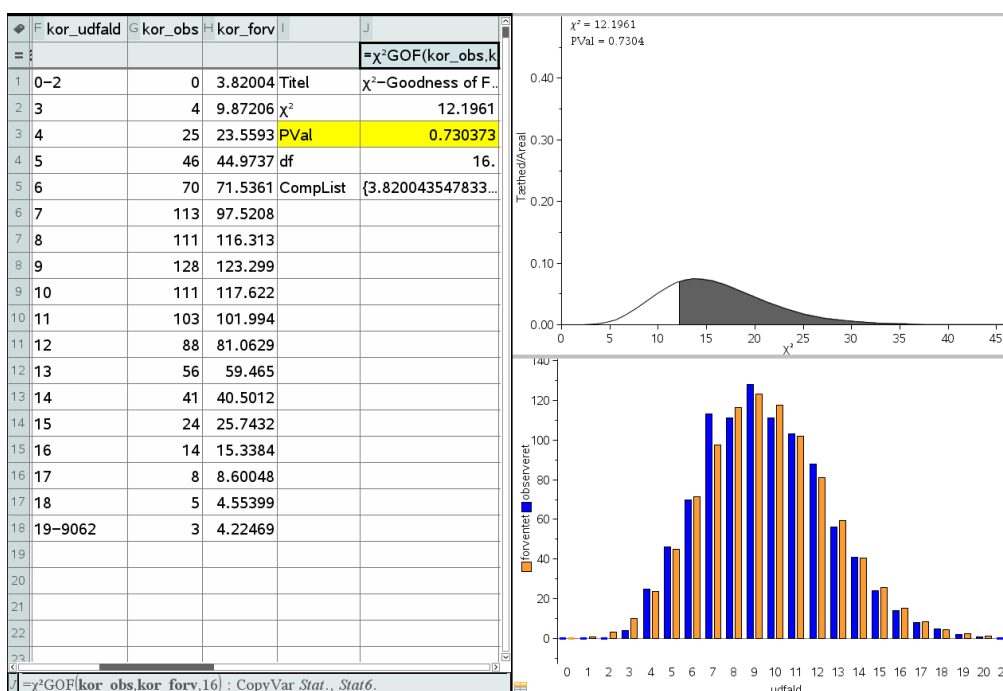 F kor_udfald G kor_obs H kor_forv I J
= =χ²GOF(kor_obs,k
1 0−2 0 3.82004 Titel χ²−Goodness of F..
2 3 4 9.87206 χ² 12.1961
3 4 25 23.5593 PVal 0.730373
4 5 46 44.9737 df 16.
5 6 70 71.5361 CompList {3.820043547833...
6 7 113 97.5208
7 8 111 116.313
8 9 128 123.299
9 10 111 117.622
10 11 103 101.994
11 12 88 81.0629
12 13 56 59.465
13 14 41 40.5012
14 15 24 25.7432
15 16 14 15.3384
16 17 8 8.60048
17 18 5 4.55399
18 19−9062 3 4.22469
19
20
21
22
23
J =χ²GOF(kor_obs,kor_forv,16) : CopyVar Stat., Stat6.
χ² = 12.1961
PVal = 0.7304
Tæthed/Areal
0.40
0.30
0.20
0.10
0.00
0 5 10 15 20 25 30 35 40 45
χ²
forventet observeret
140
120
100
80
60
40
20
0
0 1 2 3 4 5 6 7 8 9 10 11 12 13 14 15 16 17 18 19 20 2
udfald